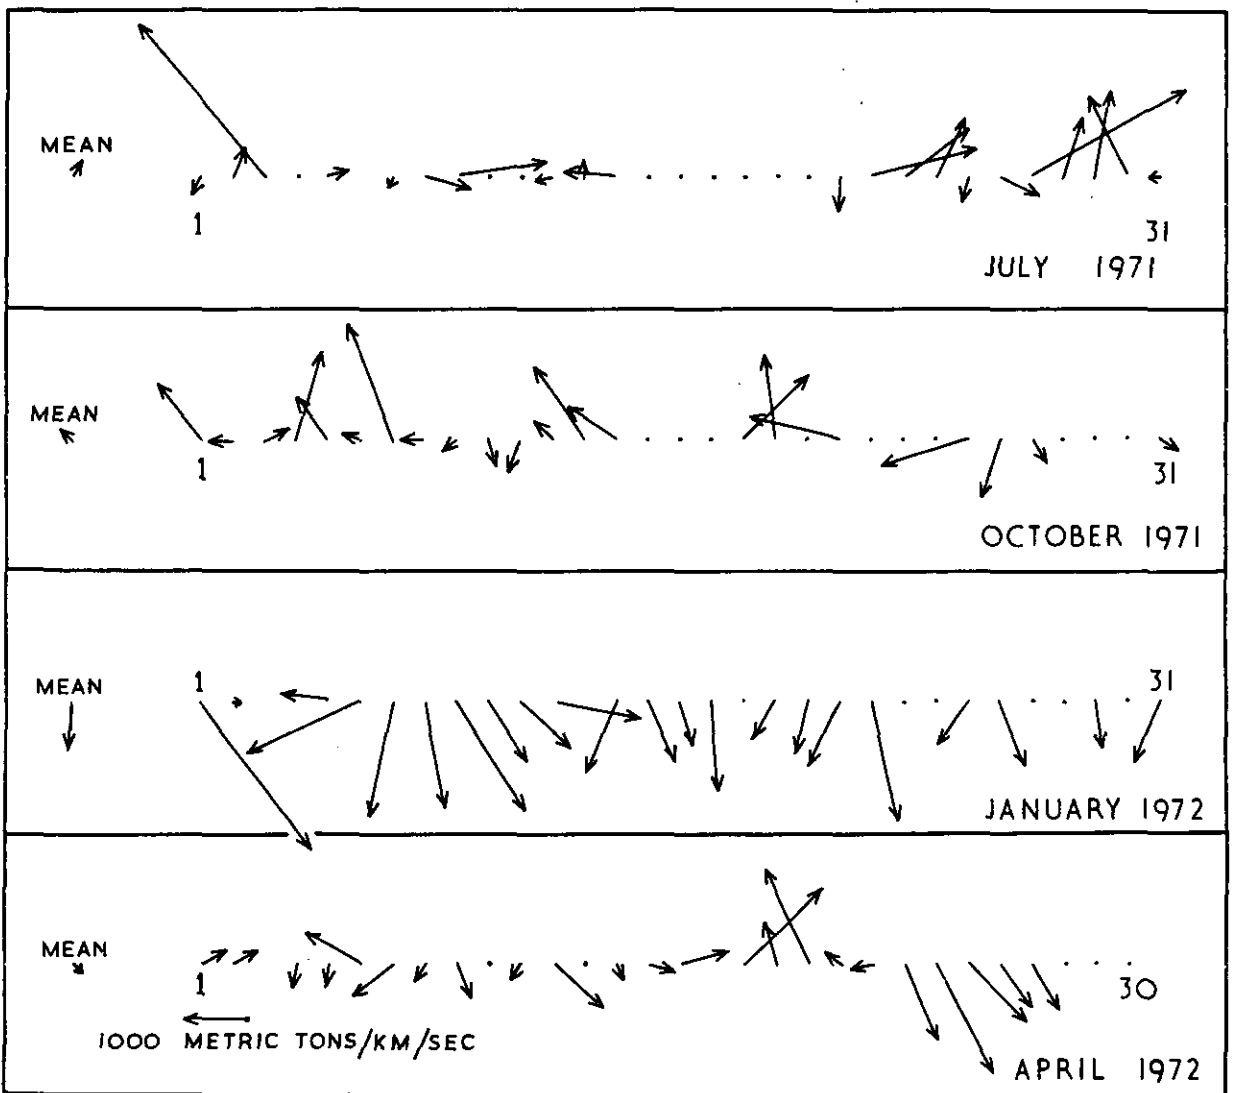 MEAN
1
31
JULY 1971
MEAN
1
31
OCTOBER 1971
MEAN
1
31
JANUARY 1972
MEAN
1
30
1000 METRIC TONS/KM/SEC
APRIL 1972